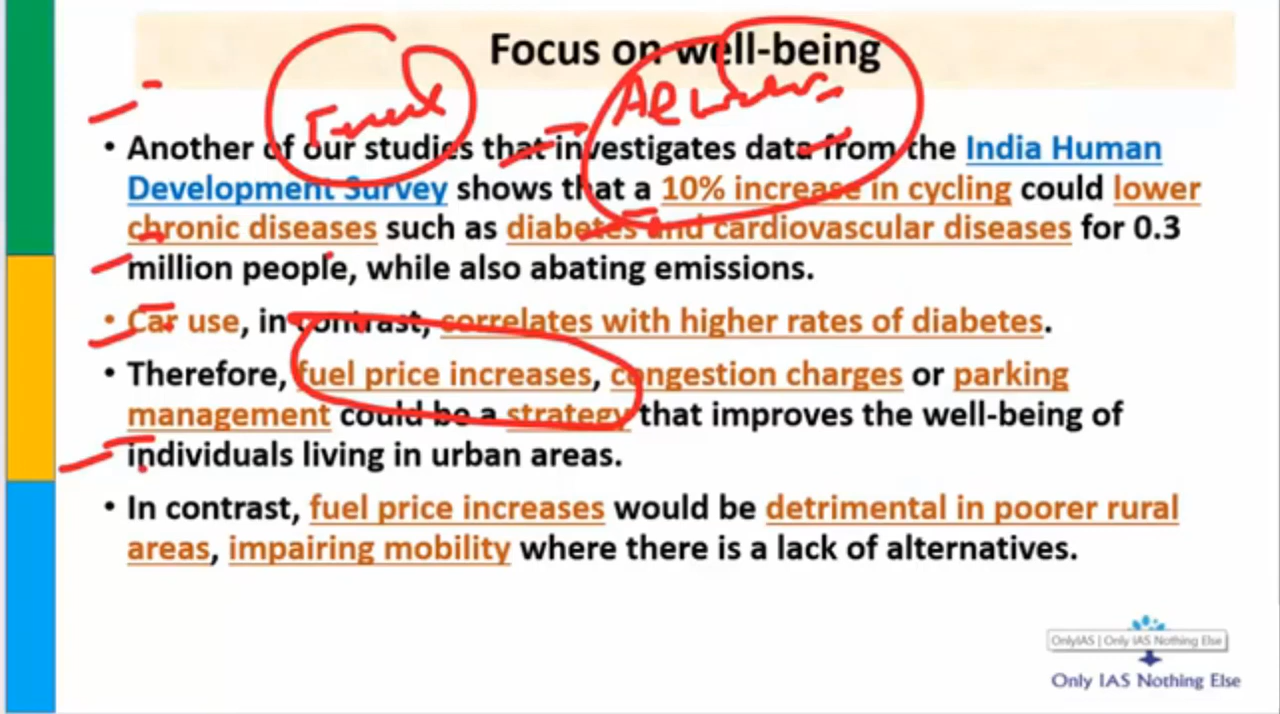 Focus on well-being
• Another of our studies that investigates data from the India Human
Development Survey shows that a 10% increase in cycling could lower
chronic diseases such as diabetes and cardiovascular diseases for 0.3
million people, while also abating emissions.
• Car use, in contrast, correlates with higher rates of diabetes.
• Therefore, fuel price increases, congestion charges or parking
management could be a strategy that improves the well-being of
individuals living in urban areas.
• In contrast, fuel price increases would be detrimental in poorer rural
areas, impairing mobility where there is a lack of alternatives.
OnlyIAS | Only IAS Nothing Else
Only IAS Nothing Else